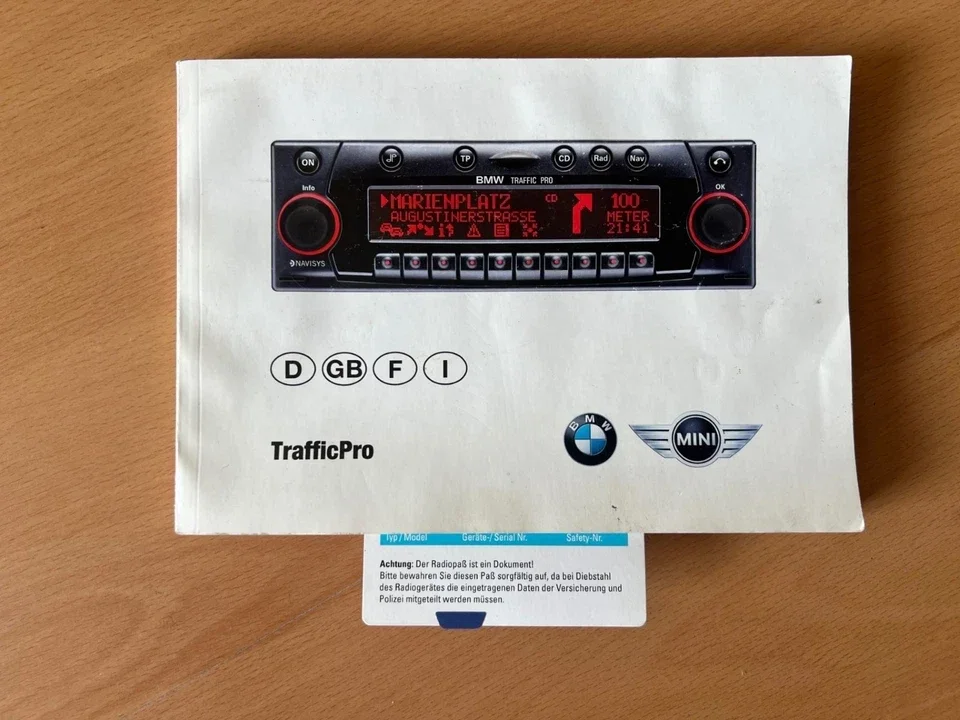 ON
TP
CD
Rad
Nav
BMW TRAFFIC PRO
Info
OK
MARIENPLATZ
CD
100
AUGUSTINERSTRASSE
METER
21:41
NAVISYS
D GB F I
TrafficPro
BMW
MINI
Typ / Model Geräte-/ Serial Nr. Safety-Nr.
Achtung: Der Radiopaß ist ein Dokument!
Bitte bewahren Sie diesen Paß sorgfältig auf, da bei Diebstahl
des Radiogerätes die eingetragenen Daten der Versicherung und
Polizei mitgeteilt werden müssen.